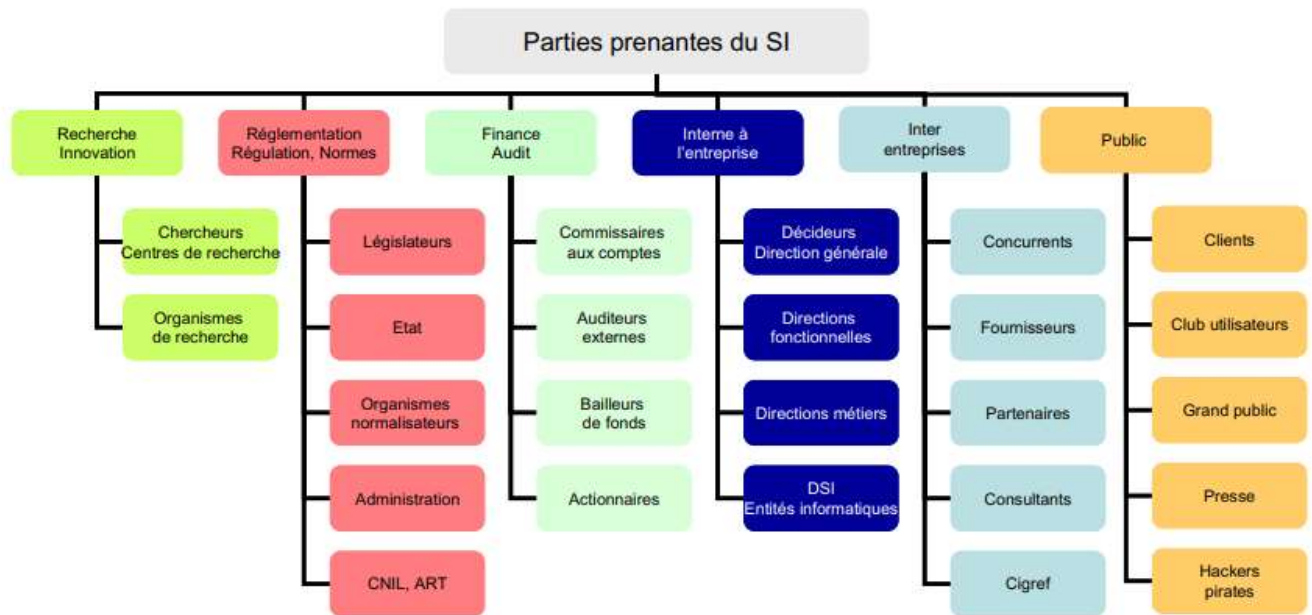 Parties prenantes du SI
Recherche
Innovation
Réglementation
Régulation, Normes
Finance
Audit
Interne à
l'entreprise
Inter
entreprises
Public
Chercheurs
Centres de recherche
Organismes
de recherche
Législateurs
Etat
Organismes
normalisateurs
Administration
CNIL, ART
Commissaires
aux comptes
Auditeurs
externes
Bailleurs
de fonds
Actionnaires
Décideurs
Direction générale
Directions
fonctionnelles
Directions métiers
DSI
Entités informatiques
Concurrents
Fournisseurs
Partenaires
Consultants
Cigref
Clients
Club utilisateurs
Grand public
Presse
Hackers
pirates